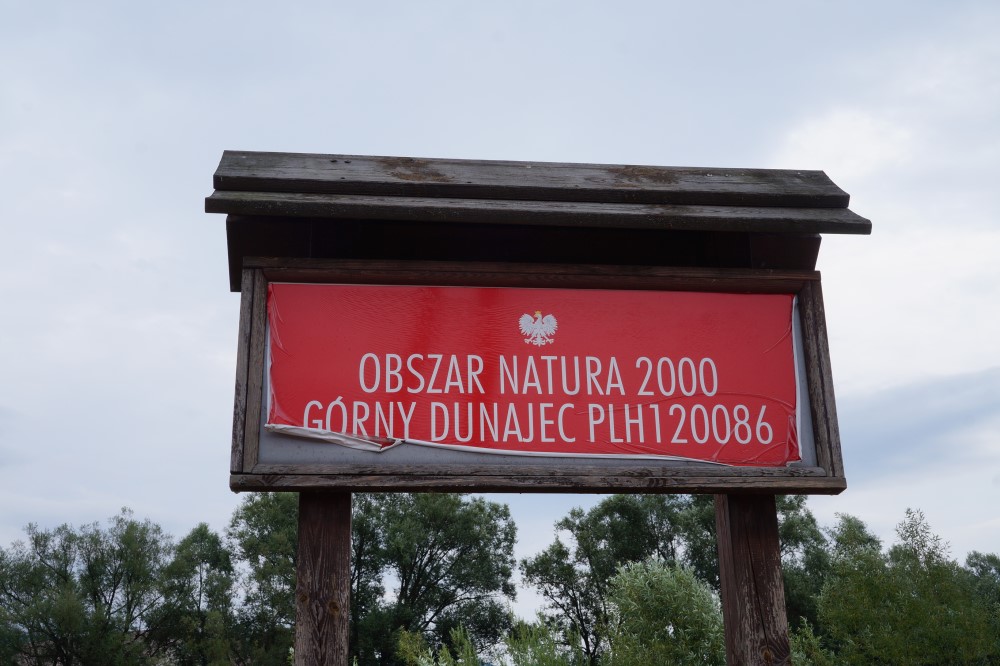 OBSZAR NATURA 2000
GÓRNY DUNAJEC PLH120086